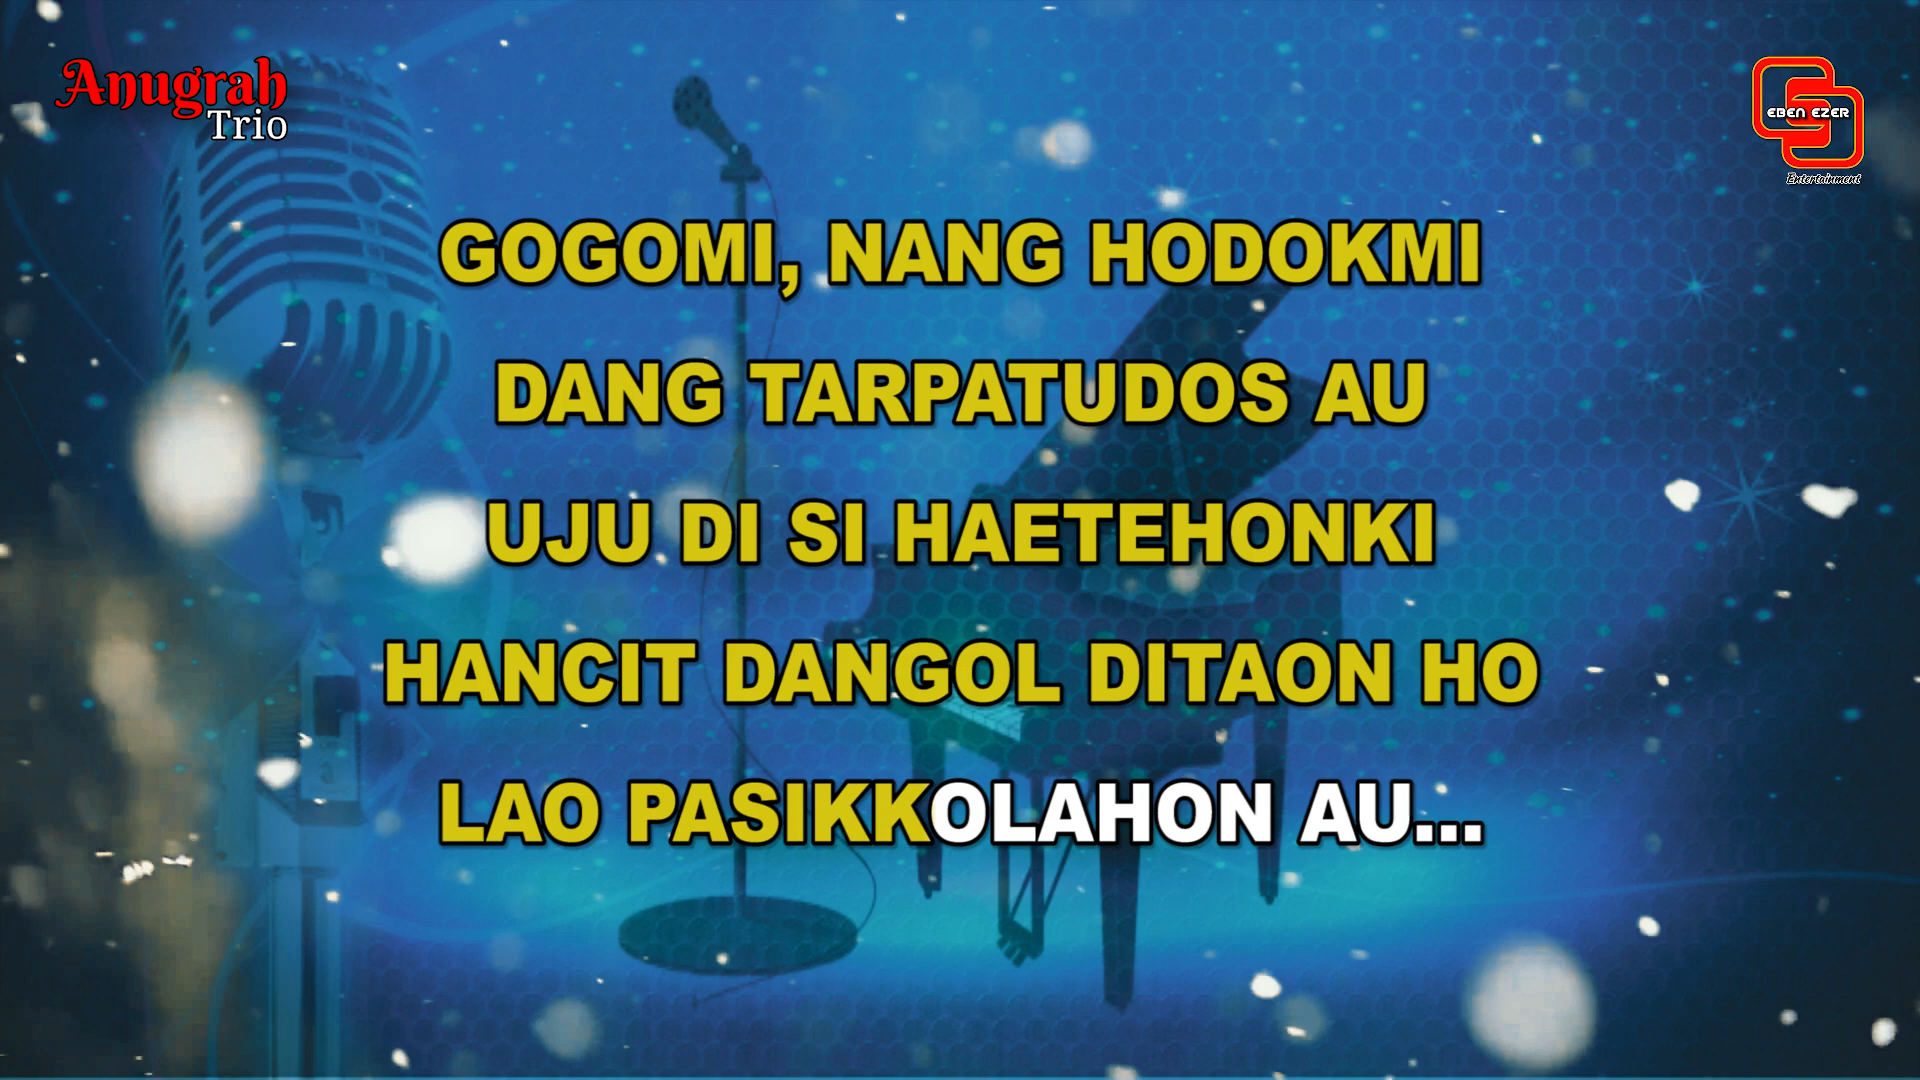 Anugrah
Trio
EBEN EZER
Entertainment
GOGOMI, NANG HODOKMI
DANG TARPATUDOS AU
UJU DI SI HAETEHONKI
HANCIT DANGOL DITAON HO
LAO PASIKKOLAHON AU...